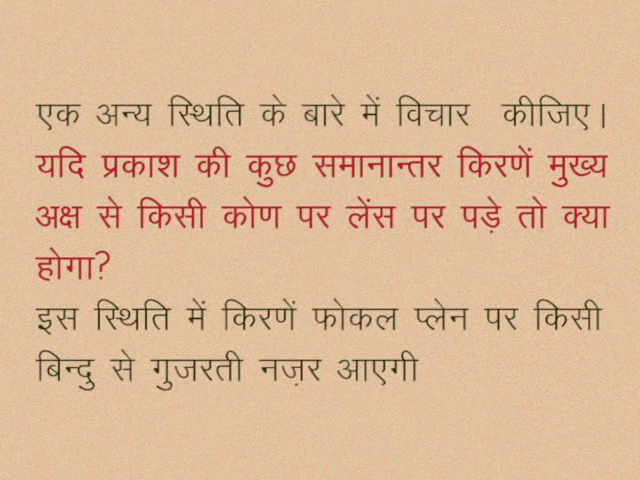 एक अन्य स्थिति के बारे में विचार कीजिए।
यदि प्रकाश की कुछ समानान्तर किरणें मुख्य
अक्ष से किसी कोण पर लेंस पर पड़े तो क्या
होगा?
इस स्थिति में किरणें फोकल प्लेन पर किसी
बिन्दु से गुजरती नज़र आएगी